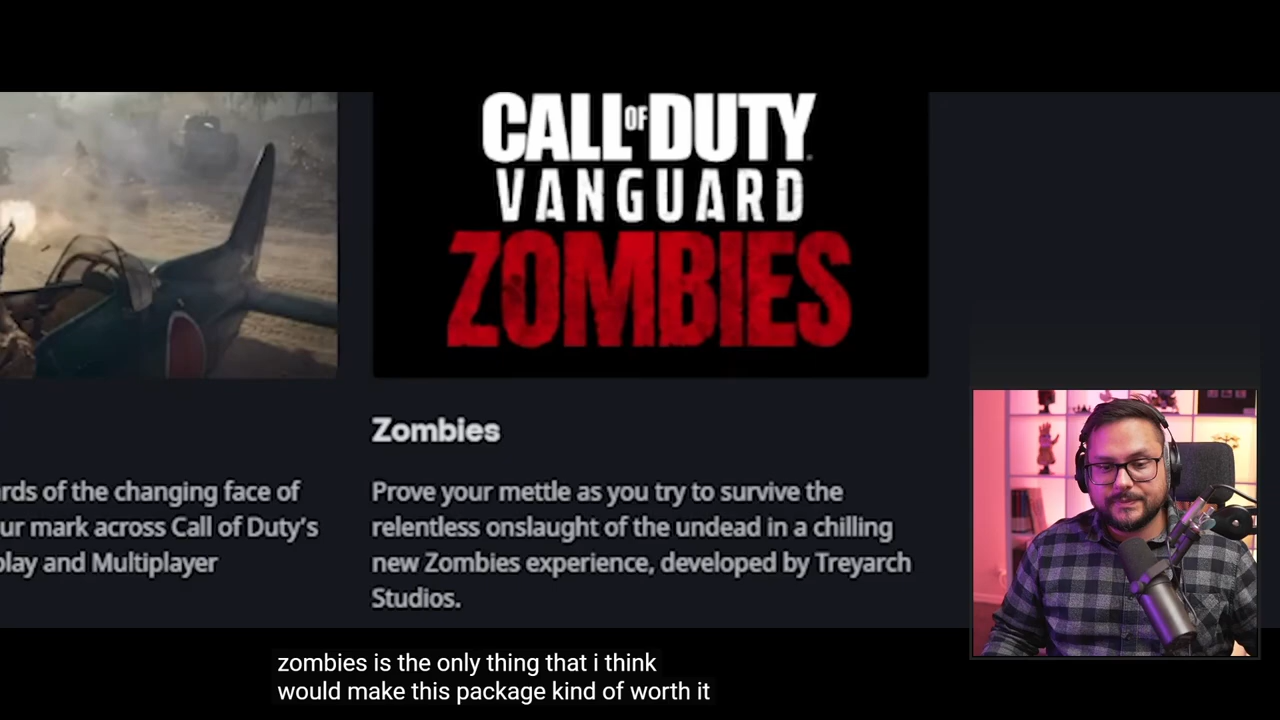 CALL OF DUTY
VANGUARD
ZOMBIES
rds of the changing face of
ur mark across Call of Duty's
play and Multiplayer
Zombies
Prove your mettle as you try to survive the
relentless onslaught of the undead in a chilling
new Zombies experience, developed by Treyarch
Studios.
zombies is the only thing that i think
would make this package kind of worth it